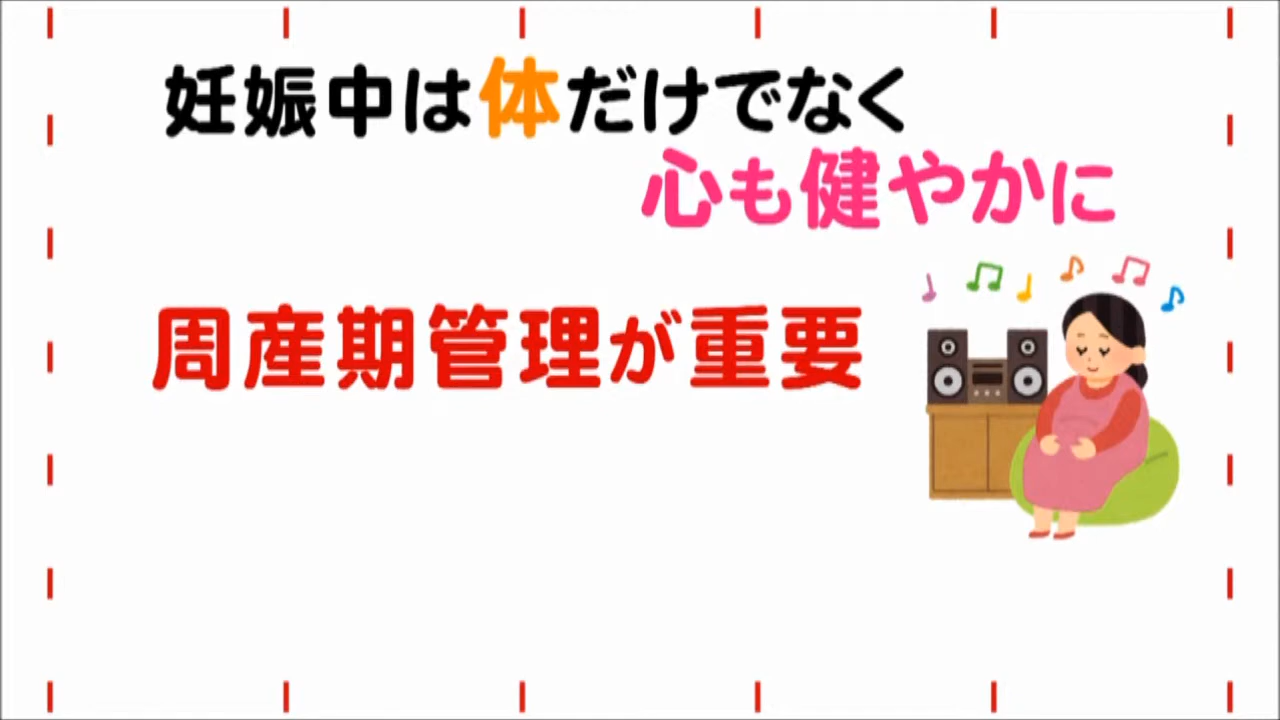 妊娠中は体だけでなく
心も健やかに
周産期管理が重要